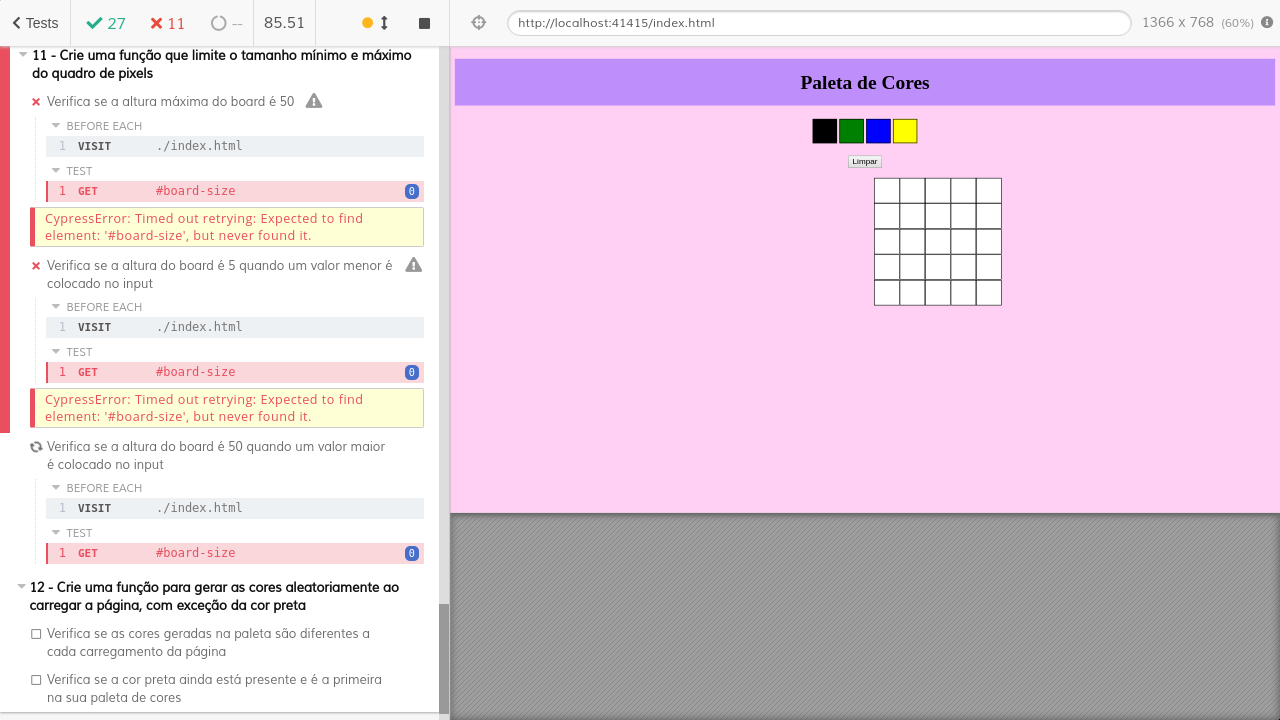 Tests 27 11 -- 85.51
http://localhost:41415/index.html 1366 x 768 (60%)
11 - Crie uma função que limite o tamanho mínimo e máximo
do quadro de pixels
Verifica se a altura máxima do board é 50
BEFORE EACH
1 VISIT ./index.html
TEST
1 GET #board-size 0
CypressError: Timed out retrying: Expected to find
element: '#board-size', but never found it.
Verifica se a altura do board é 5 quando um valor menor é
colocado no input
BEFORE EACH
1 VISIT ./index.html
TEST
1 GET #board-size 0
CypressError: Timed out retrying: Expected to find
element: '#board-size', but never found it.
Verifica se a altura do board é 50 quando um valor maior
é colocado no input
BEFORE EACH
1 VISIT ./index.html
TEST
1 GET #board-size 0
12 - Crie uma função para gerar as cores aleatoriamente ao
carregar a página, com exceção da cor preta
Verifica se as cores geradas na paleta são diferentes a
cada carregamento da página
Verifica se a cor preta ainda está presente e é a primeira
na sua paleta de cores
Paleta de Cores
Limpar